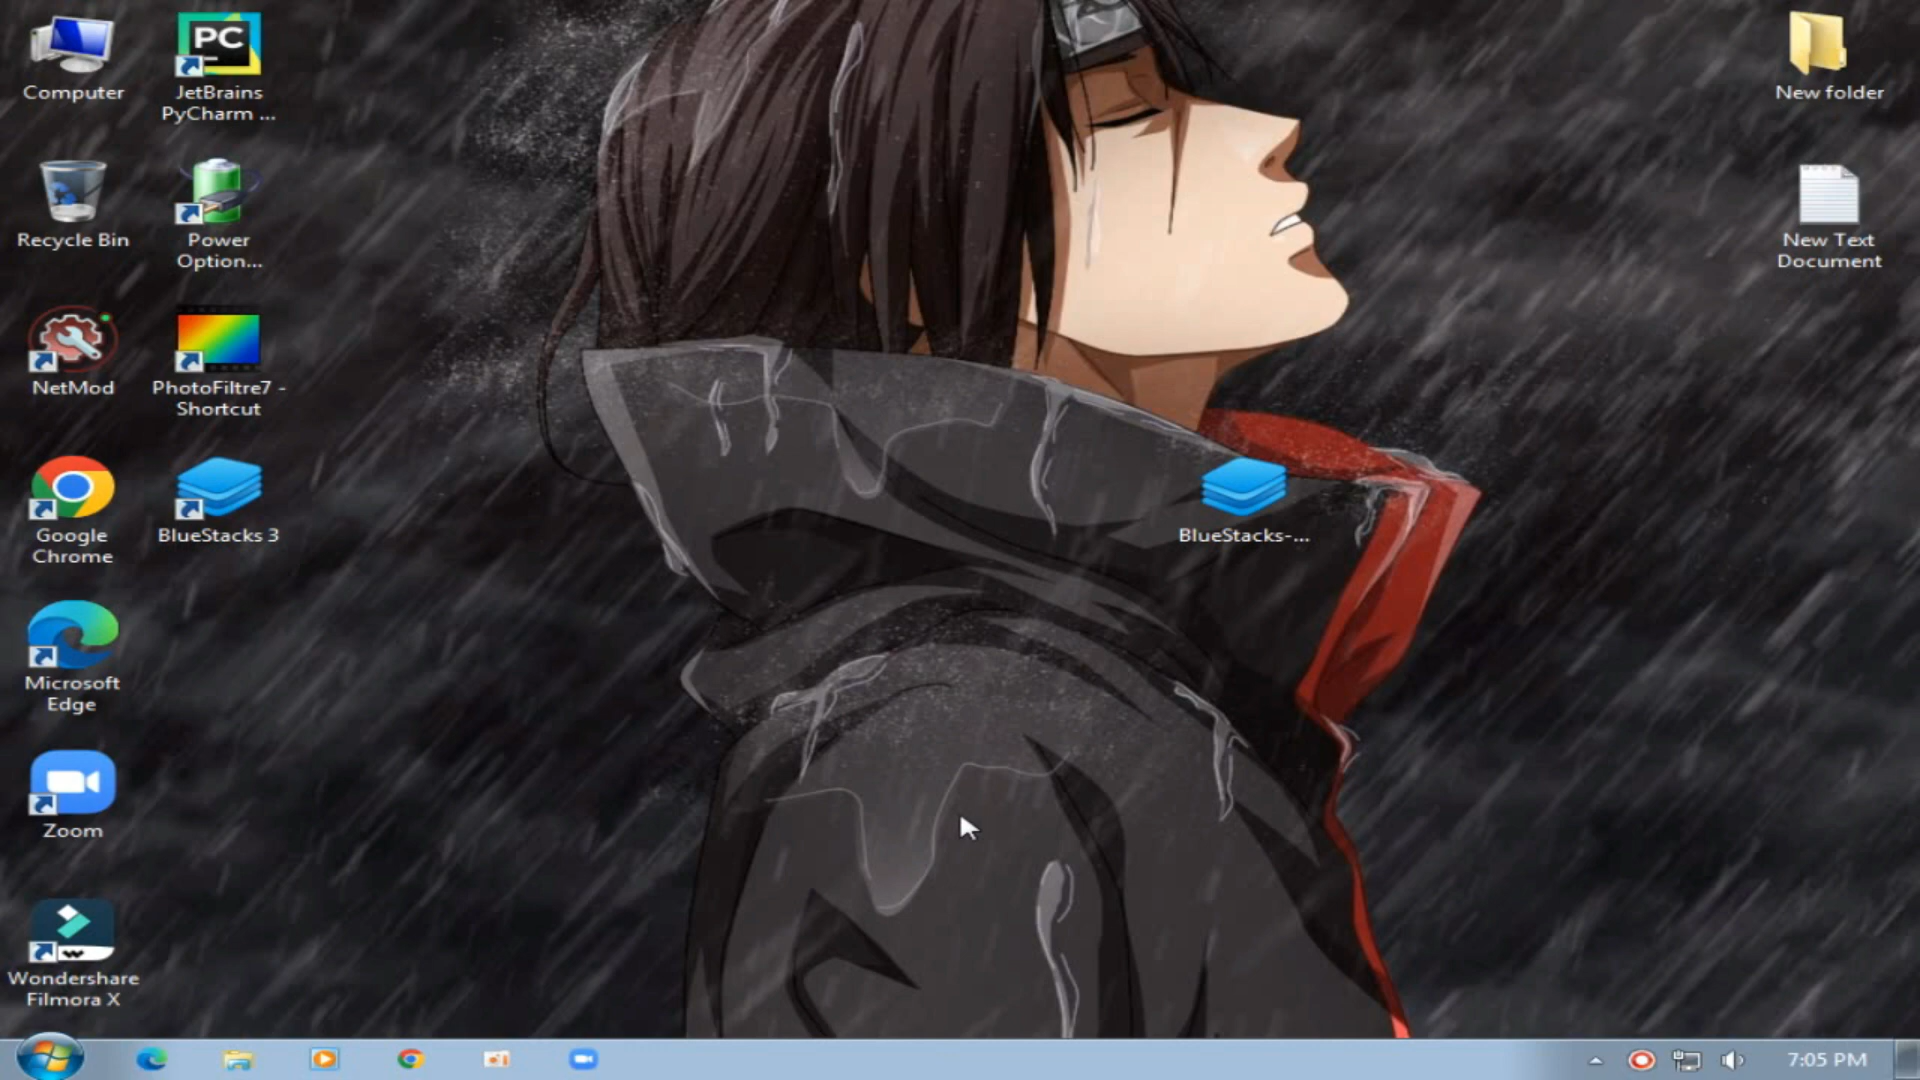 Computer
PC
JetBrains
PyCharm ...
Recycle Bin
Power
Option...
NetMod
PhotoFiltre7 -
Shortcut
Google
Chrome
BlueStacks 3
Microsoft
Edge
Zoom
Wondershare
Filmora X
BlueStacks-...
New folder
New Text
Document
7:05 PM